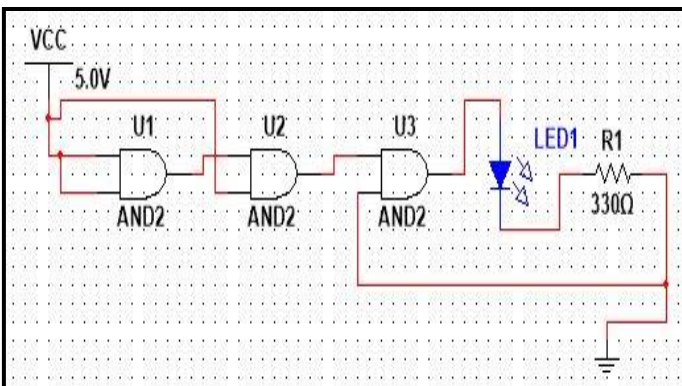 VCC
5.0V
U1
U2
U3
LED1
R1
330Ω
AND2
AND2
AND2